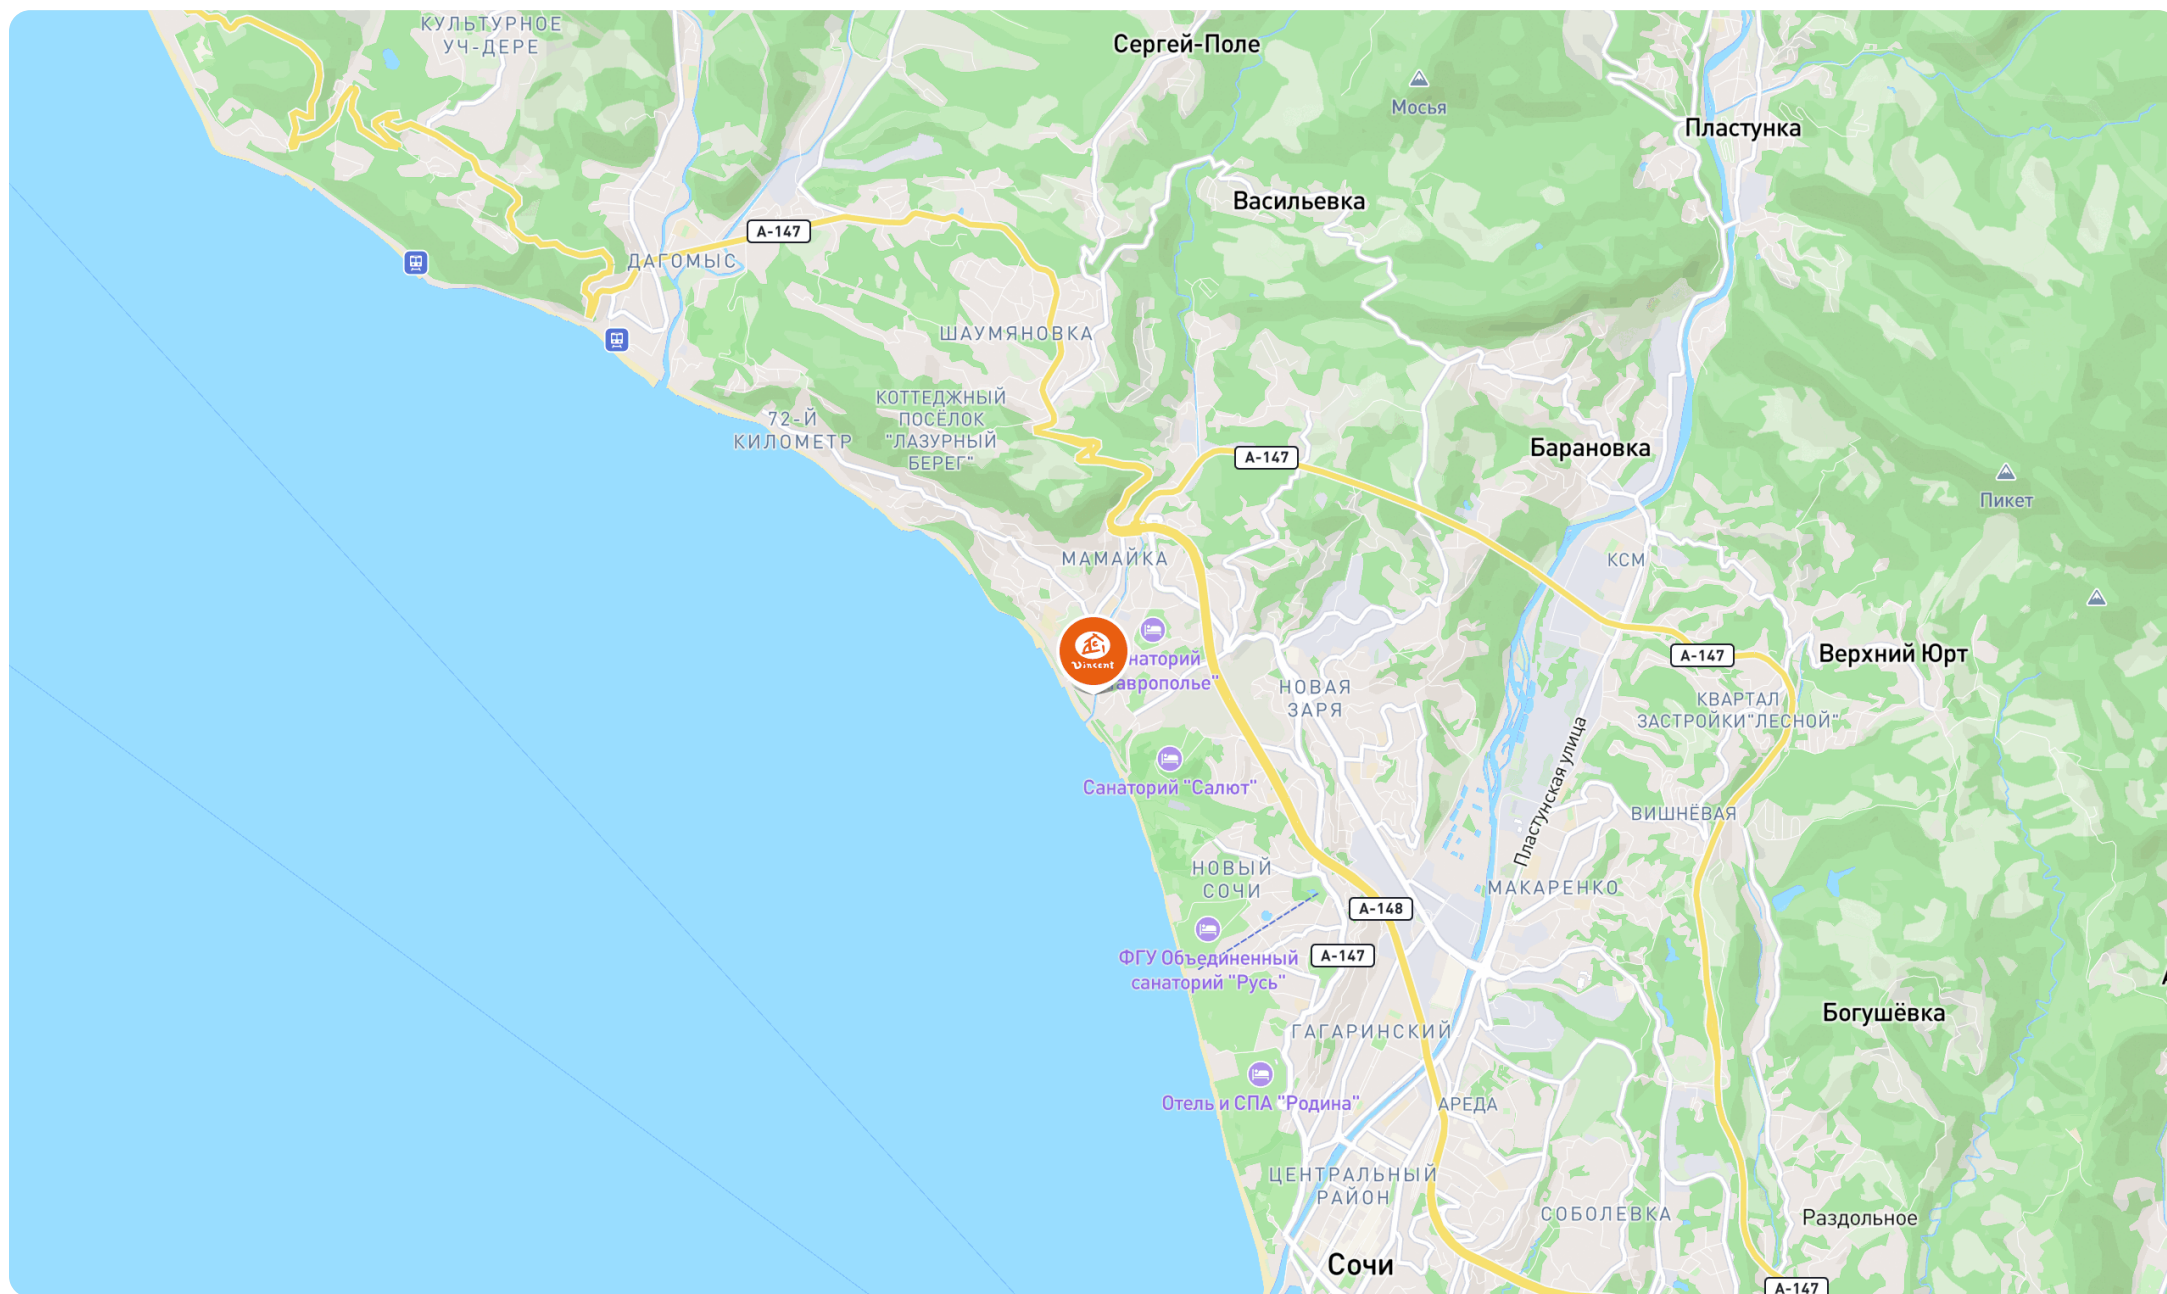 КУЛЬТУРНОЕ
УЧ-ДЕРЕ
Сергей-Поле
Мосья
Пластунка
Васильевка
А-147
ДАГОМЫС
ШАУМЯНОВКА
КОТТЕДЖНЫЙ
ПОСЁЛОК
"ЛАЗУРНЫЙ
БЕРЕГ"
72-Й
КИЛОМЕТР
А-147
Барановка
Пикет
МАМАЙКА
КСМ
Vincent
наторий
аврополье"
А-147
Верхний Юрт
НОВАЯ
ЗАРЯ
КВАРТАЛ
ЗАСТРОЙКИ"ЛЕСНОЙ"
Пластунская улица
Санаторий "Салют"
ВИШНЁВАЯ
НОВЫЙ
СОЧИ
МАКАРЕНКО
А-148
А-147
ФГУ Объединенный
санаторий "Русь"
Богушёвка
ГАГАРИНСКИЙ
Отель и СПА "Родина"
АРЕДА
ЦЕНТРАЛЬНЫЙ
РАЙОН
СОБОЛЕВКА
Раздольное
Сочи
А-147